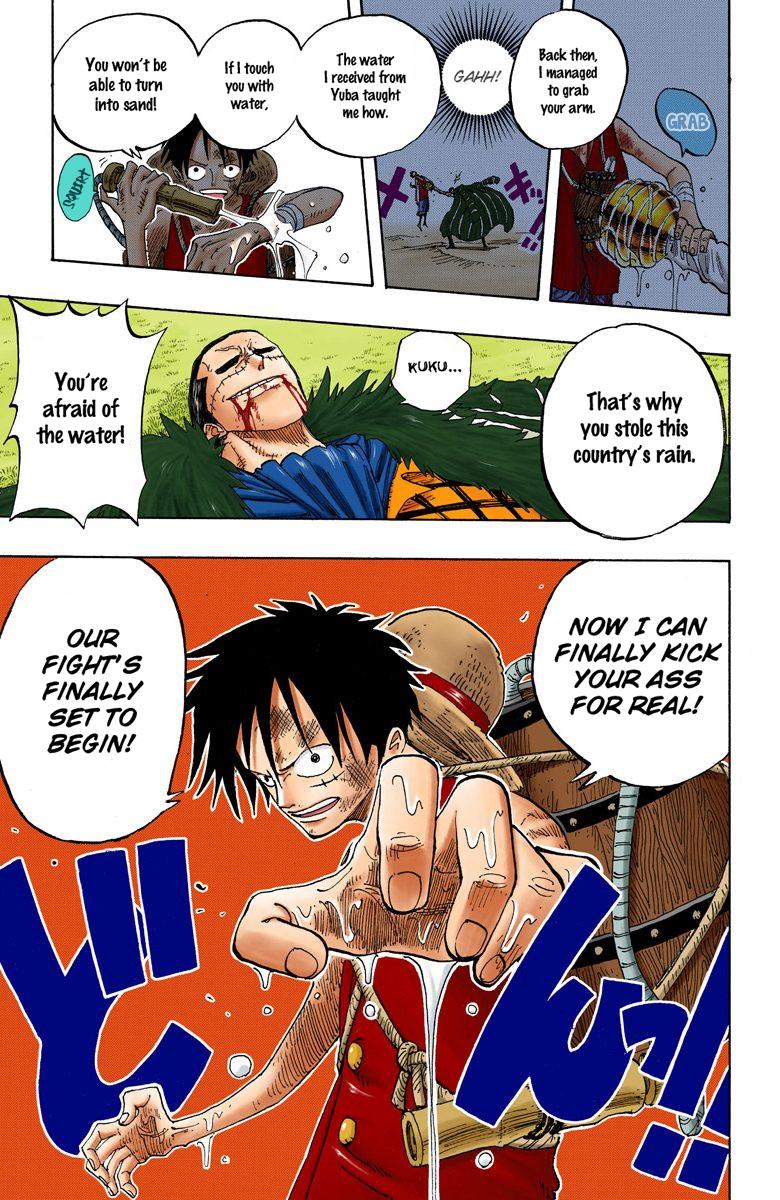 Back then,
I managed
to grab
your arm.
GRAB
GAHH!
ギッ!!
The water
I received from
Yuba taught
me how.
If I touch
you with
water,
You won't be
able to turn
into sand!
SQUIRT
That's why
you stole this
country's rain.
KUKU...
You're
afraid of
the water!
NOW I CAN
FINALLY KICK
YOUR ASS
FOR REAL!
OUR
FIGHT'S
FINALLY
SET TO
BEGIN!
どんっ!!